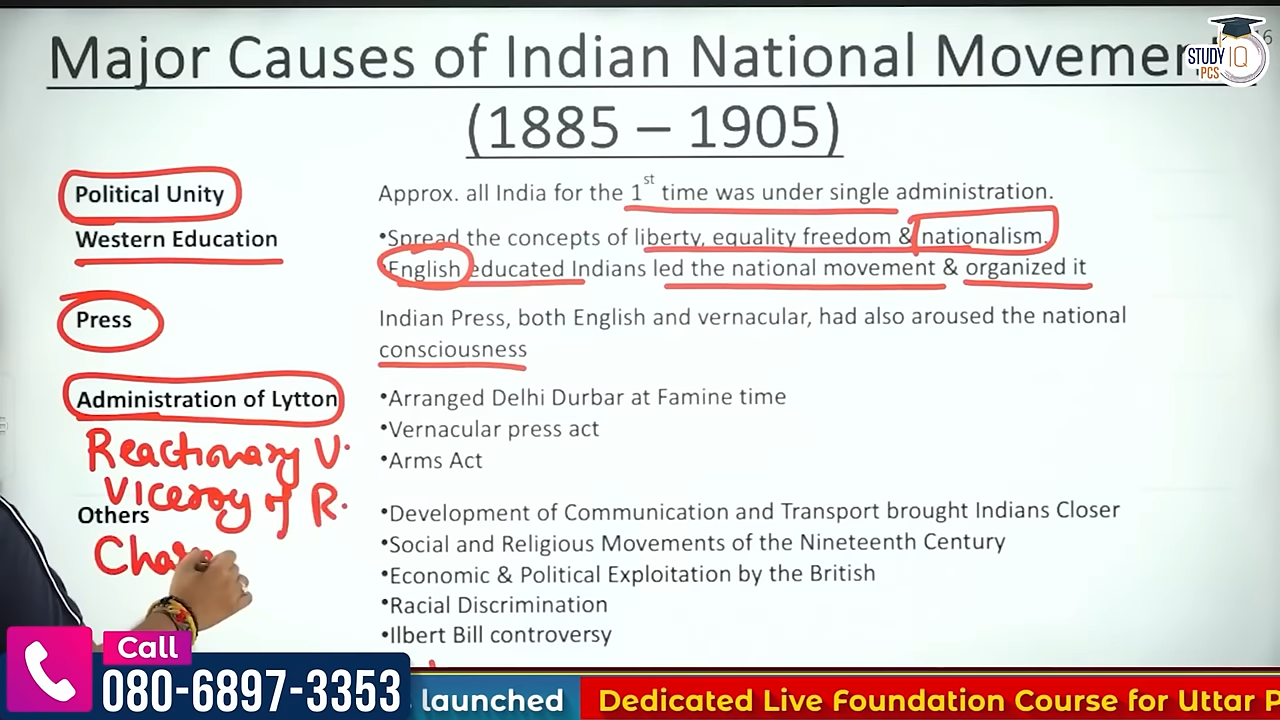 Major Causes of Indian National Movemen
16
STUDY IQ
PCS
(1885 – 1905)
Political Unity
Approx. all India for the 1st time was under single administration.
Western Education
•Spread the concepts of liberty, equality freedom & nationalism.
•English educated Indians led the national movement & organized it
Press
Indian Press, both English and vernacular, had also aroused the national
consciousness
Administration of Lytton
•Arranged Delhi Durbar at Famine time
•Vernacular press act
•Arms Act
Reactionary V.
Viceroy of R.
Others
•Development of Communication and Transport brought Indians Closer
•Social and Religious Movements of the Nineteenth Century
•Economic & Political Exploitation by the British
•Racial Discrimination
•Ilbert Bill controversy
Call
080-6897-3353
launched
Dedicated Live Foundation Course for Uttar P